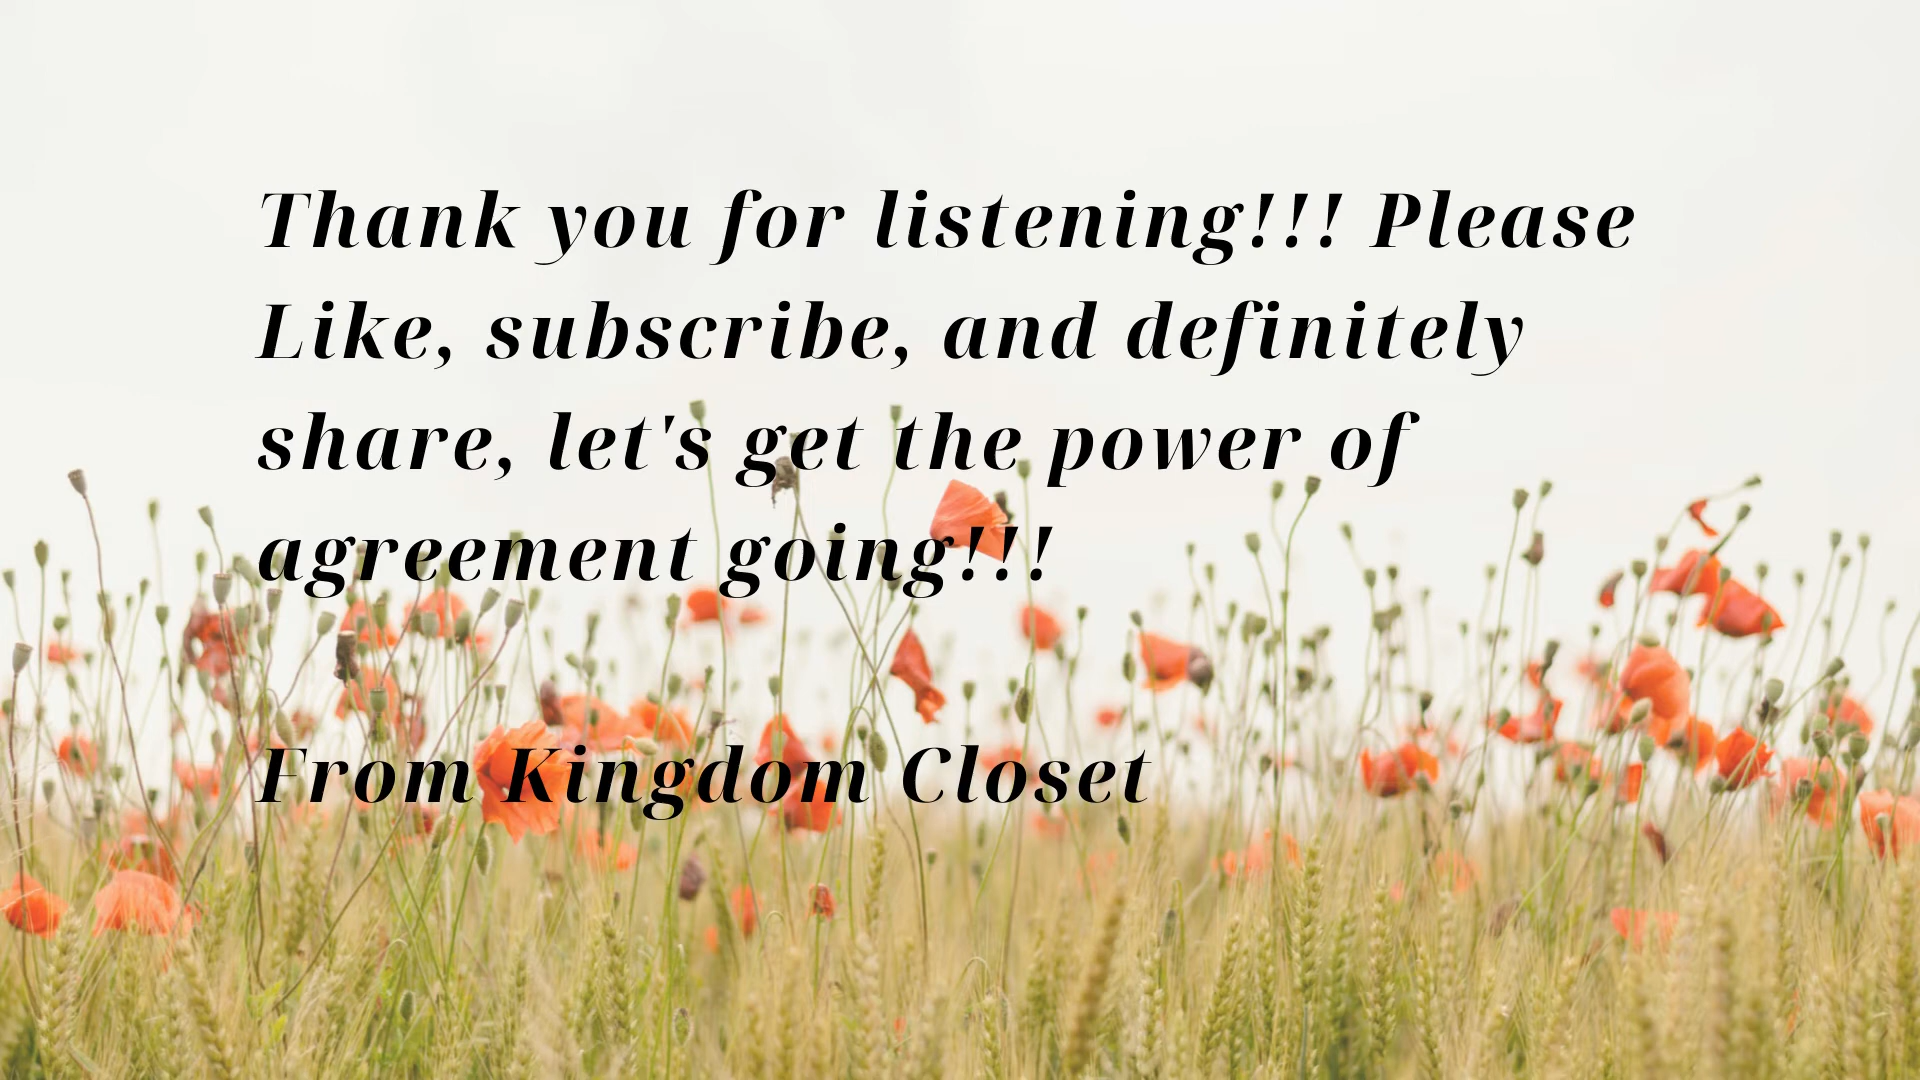 Thank you for listening!!! Please
Like, subscribe, and definitely
share, let's get the power of
agreement going!!!
From Kingdom Closet